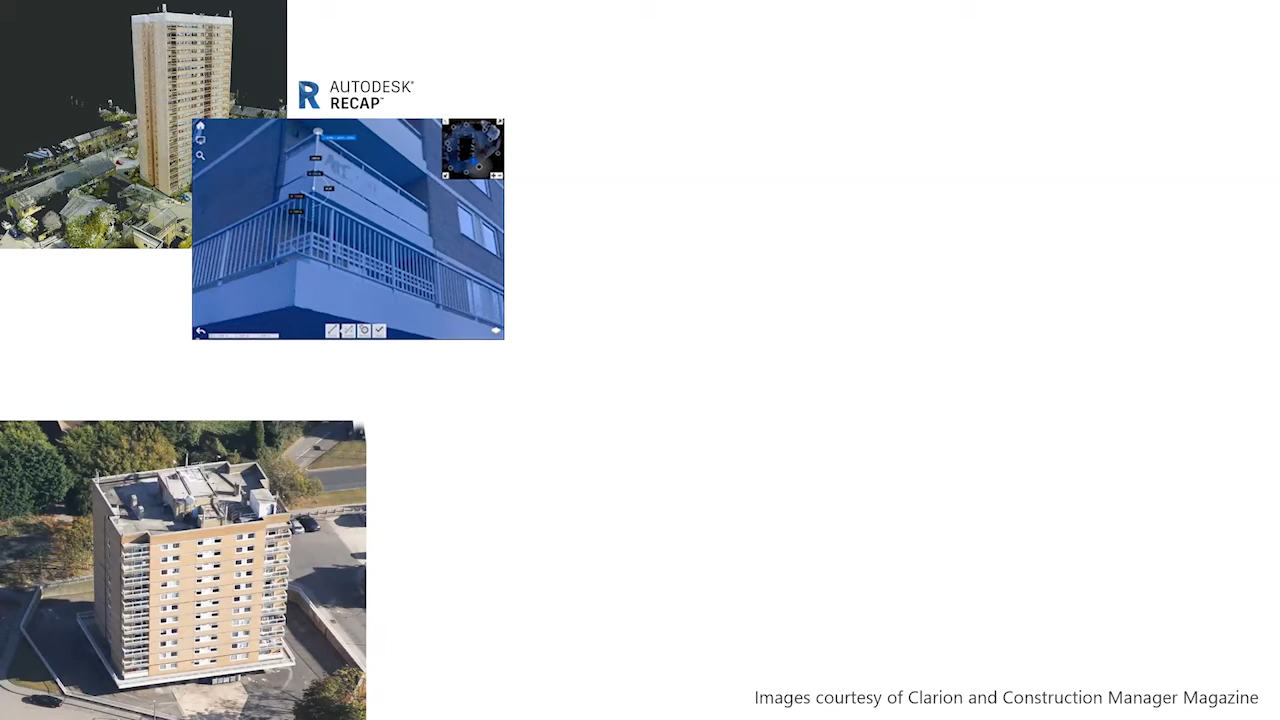 AUTODESK®
RECAP™
Images courtesy of Clarion and Construction Manager Magazine